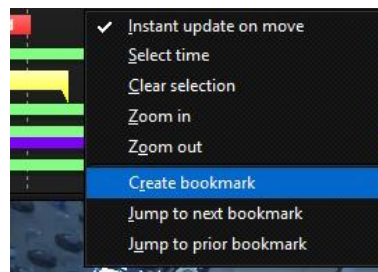 Instant update on move
Select time
Clear selection
Zoom in
Zoom out
Create bookmark
Jump to next bookmark
Jump to prior bookmark